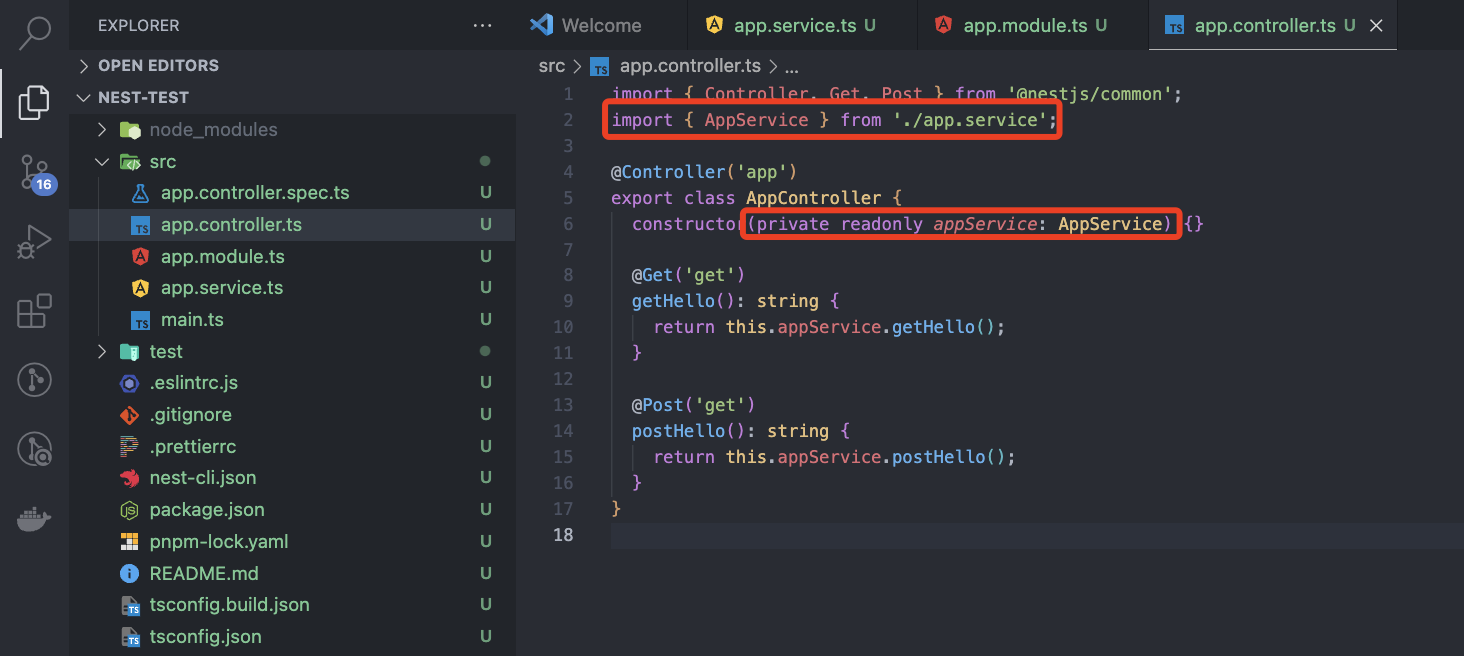 EXPLORER
...
OPEN EDITORS
NEST-TEST
node_modules
src
app.controller.spec.ts U
app.controller.ts U
app.module.ts U
app.service.ts U
main.ts U
test
.eslintrc.js U
.gitignore U
.prettierrc U
nest-cli.json U
package.json U
pnpm-lock.yaml U
README.md U
tsconfig.build.json U
tsconfig.json U
16
Welcome
app.service.ts U
app.module.ts U
TS app.controller.ts U
src > TS app.controller.ts > ...
1 import { Controller, Get, Post } from '@nestjs/common';
2 import { AppService } from './app.service';
3
4 @Controller('app')
5 export class AppController {
6 constructor(private readonly appService: AppService) {}
7
8 @Get('get')
9 getHello(): string {
10 return this.appService.getHello();
11 }
12
13 @Post('get')
14 postHello(): string {
15 return this.appService.postHello();
16 }
17 }
18